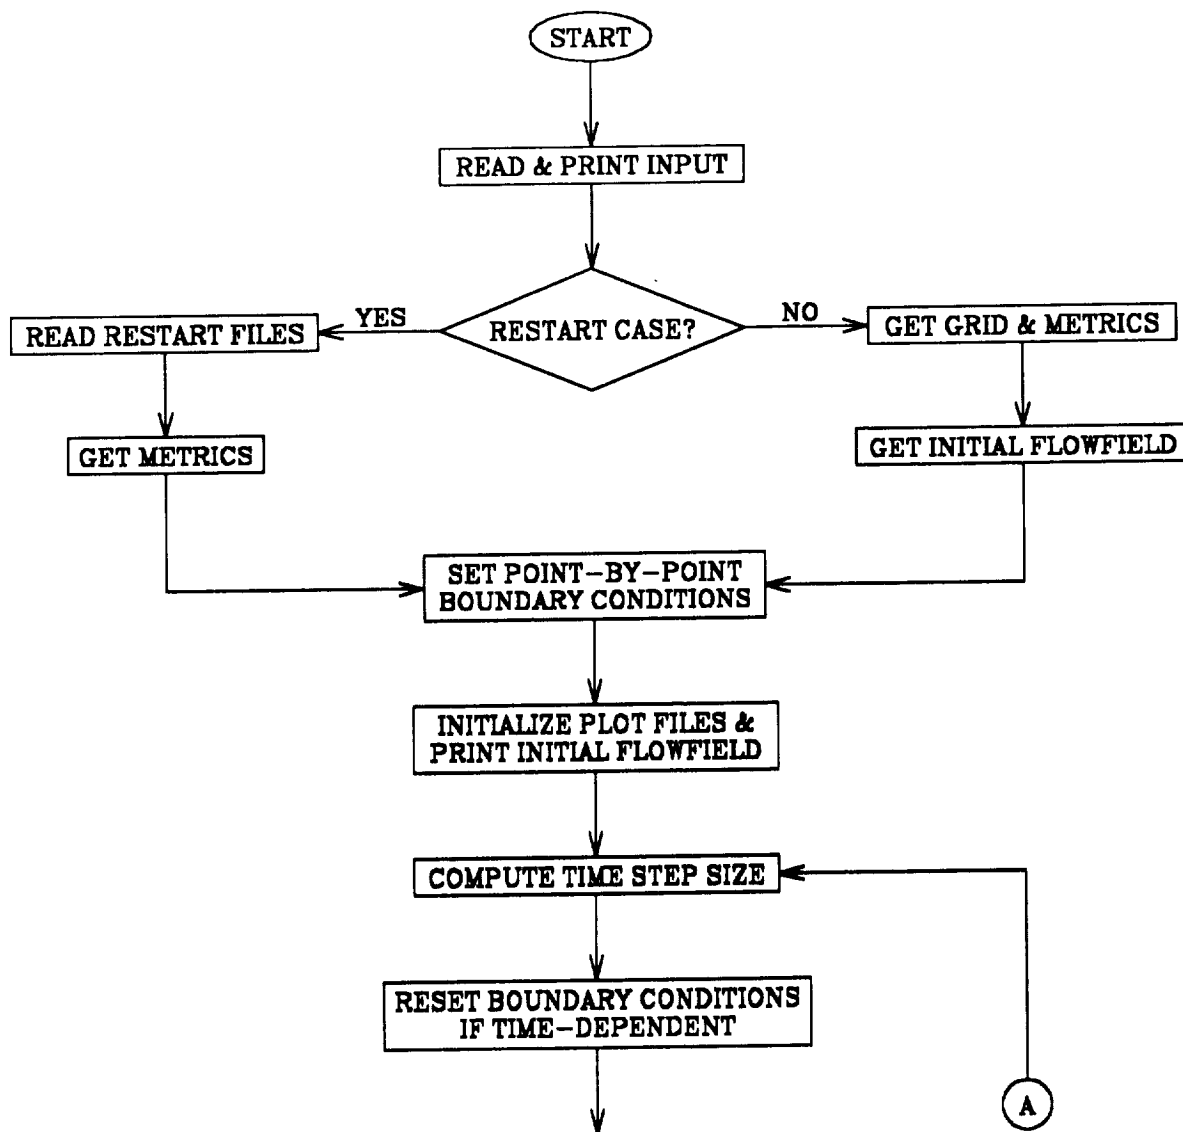 START
READ & PRINT INPUT
YES
NO
READ RESTART FILES
RESTART CASE?
GET GRID & METRICS
GET METRICS
GET INITIAL FLOWFIELD
SET POINT-BY-POINT
BOUNDARY CONDITIONS
INITIALIZE PLOT FILES &
PRINT INITIAL FLOWFIELD
COMPUTE TIME STEP SIZE
RESET BOUNDARY CONDITIONS
IF TIME-DEPENDENT
A